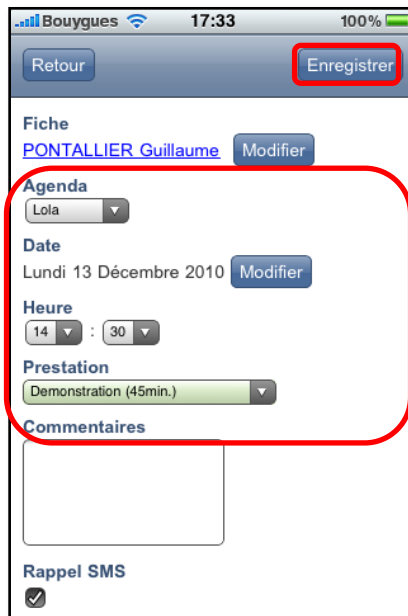 Bouygues 17:33 100%
Retour Enregistrer
Fiche
PONTALLIER Guillaume Modifier
Agenda
Lola
Date
Lundi 13 Décembre 2010 Modifier
Heure
14 : 30
Prestation
Demonstration (45min.)
Commentaires
Rappel SMS